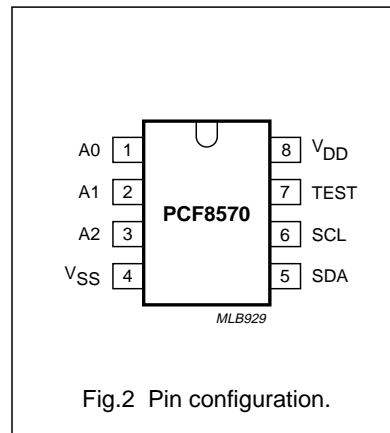 A0 1 8 VDD
A1 2 7 TEST
PCF8570
A2 3 6 SCL
VSS 4 5 SDA
MLB929
Fig.2 Pin configuration.